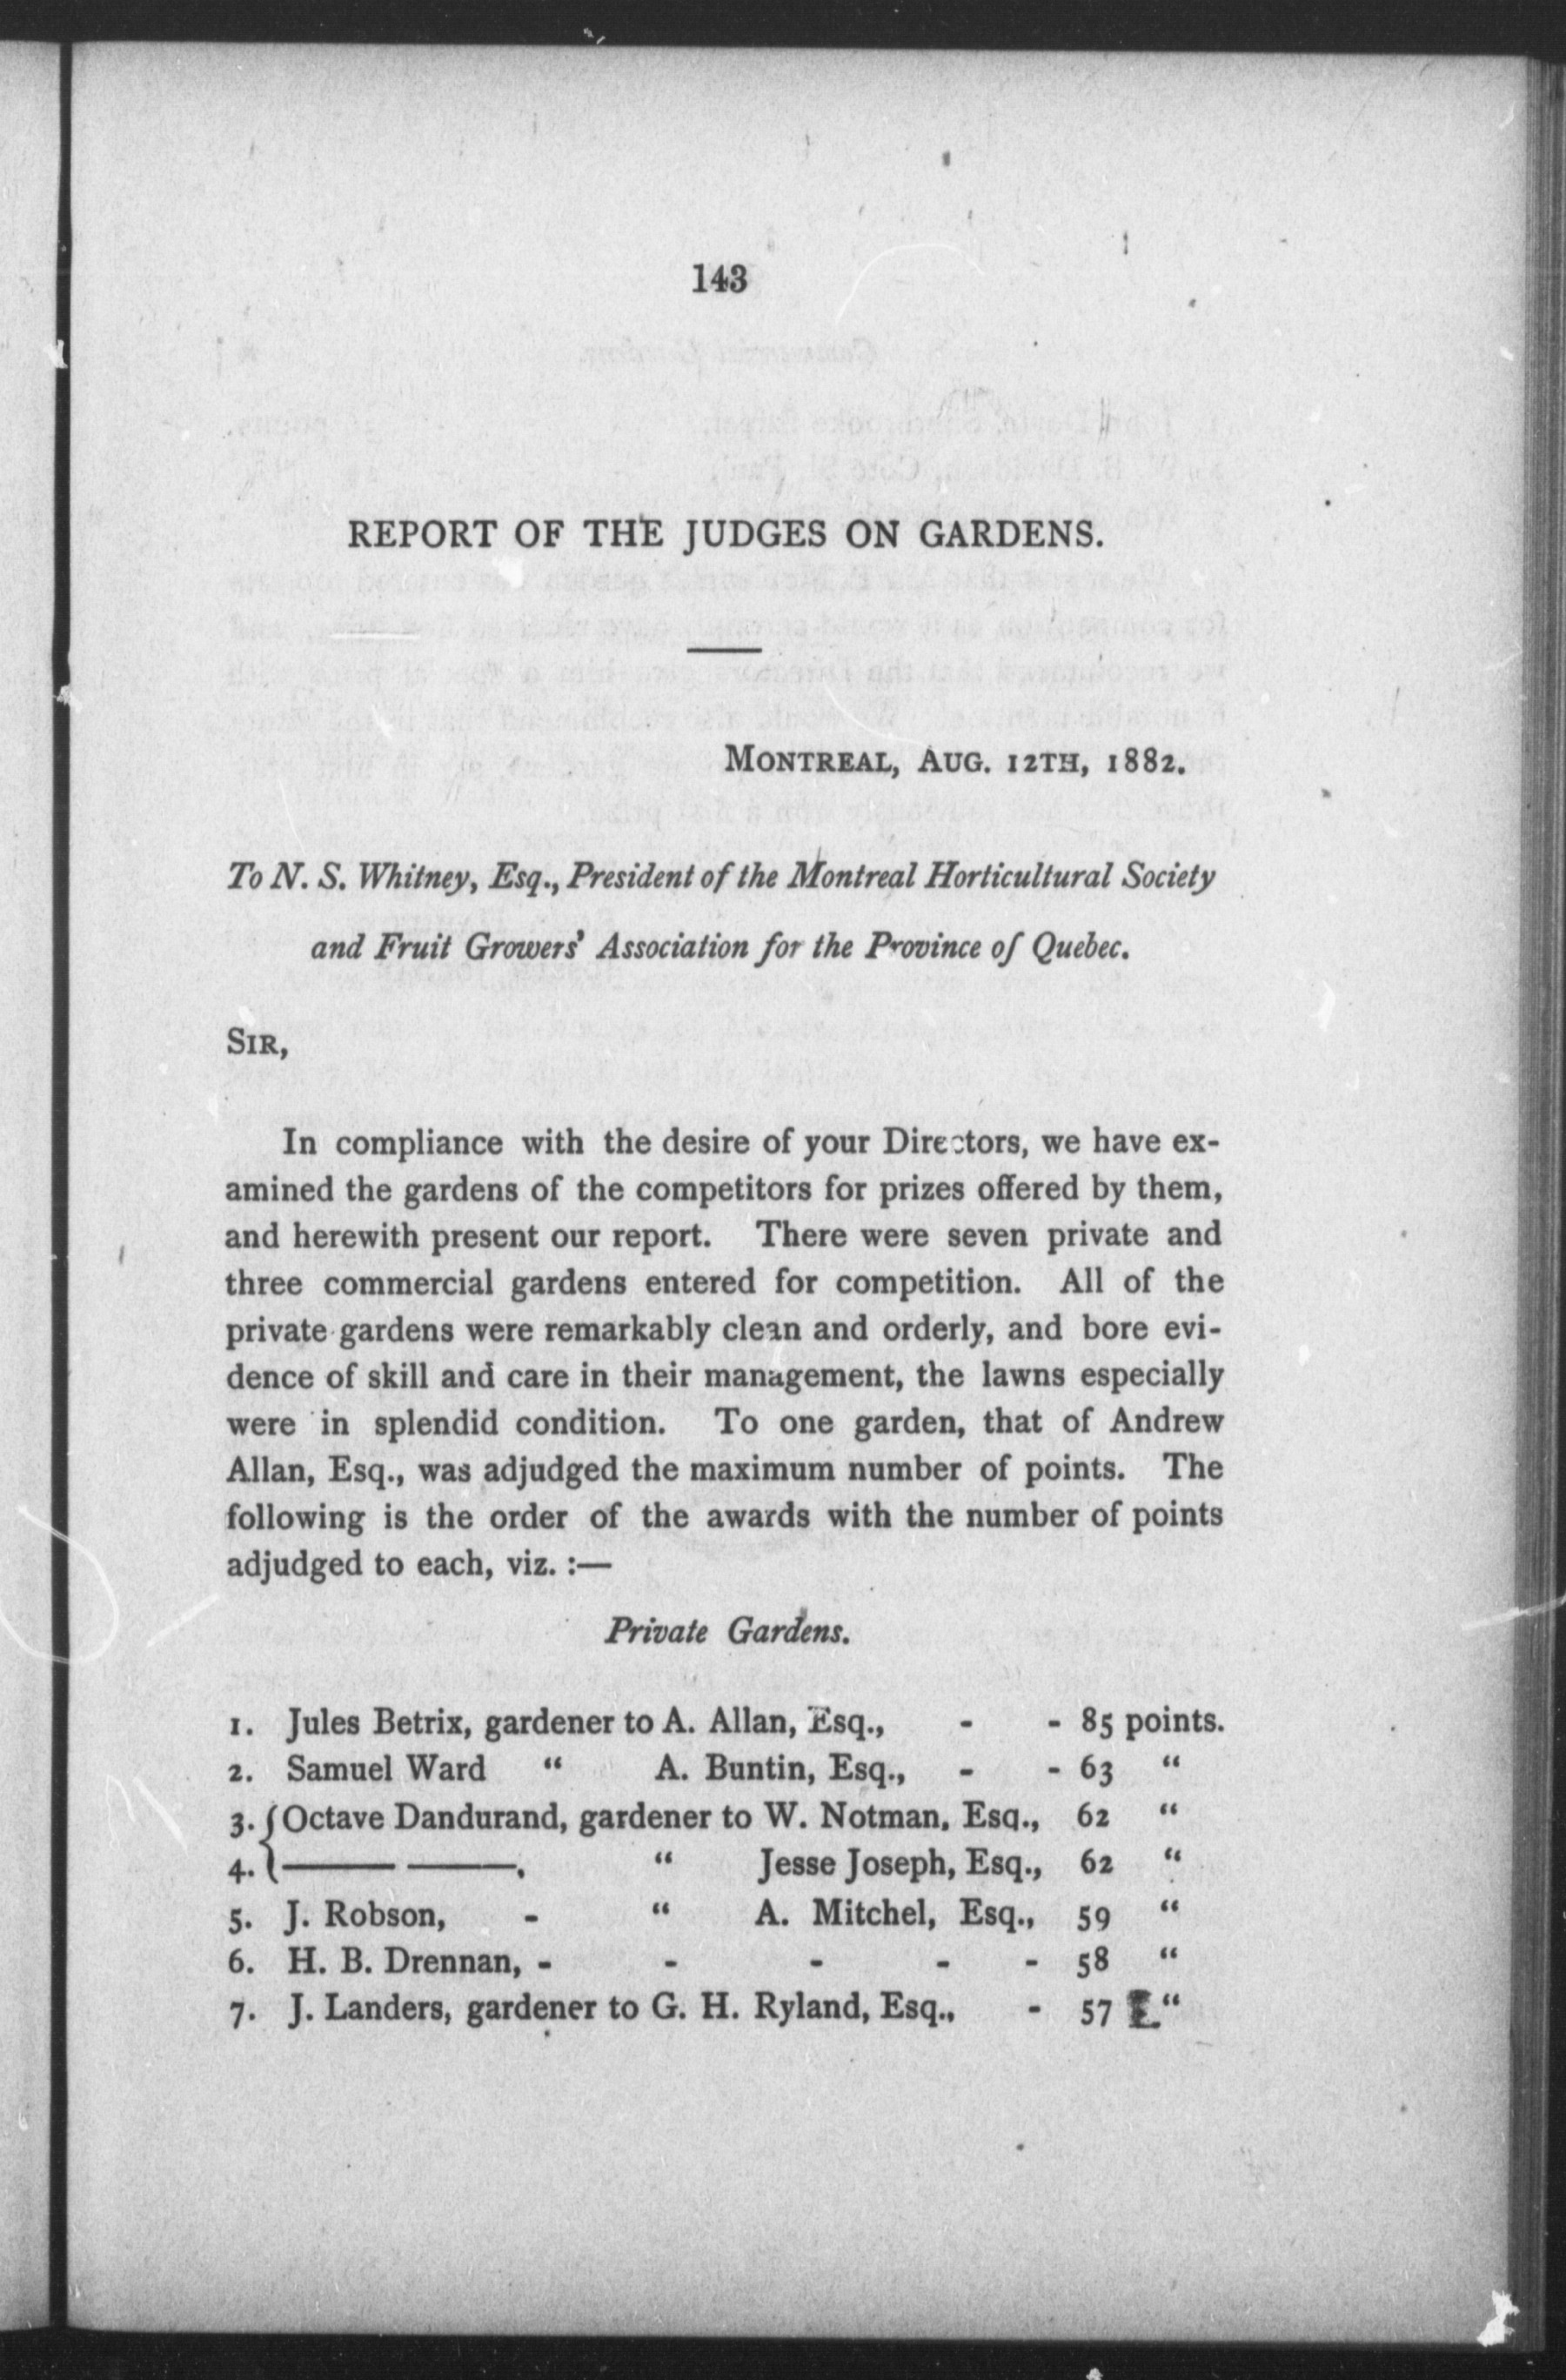 143
REPORT OF THE JUDGES ON GARDENS.
MONTREAL, AUG. 12TH, 1882.
To N. S. Whitney, Esq., President of the Montreal Horticultural Society
and Fruit Growers' Association for the Province of Quebec.
SIR,
In compliance with the desire of your Directors, we have ex-
amined the gardens of the competitors for prizes offered by them,
and herewith present our report. There were seven private and
three commercial gardens entered for competition. All of the
private gardens were remarkably clean and orderly, and bore evi-
dence of skill and care in their management, the lawns especially
were in splendid condition. To one garden, that of Andrew
Allan, Esq., was adjudged the maximum number of points. The
following is the order of the awards with the number of points
adjudged to each, viz. :—
Private Gardens.
1. Jules Betrix, gardener to A. Allan, Esq., - - 85 points.
2. Samuel Ward " A. Buntin, Esq., - - 63 "
3. { Octave Dandurand, gardener to W. Notman, Esq., 62 "
4. { —— ——. " Jesse Joseph, Esq., 62 "
5. J. Robson, - " A. Mitchel, Esq., 59 "
6. H. B. Drennan, - - - - - 58 "
7. J. Landers, gardener to G. H. Ryland, Esq., - 57 "